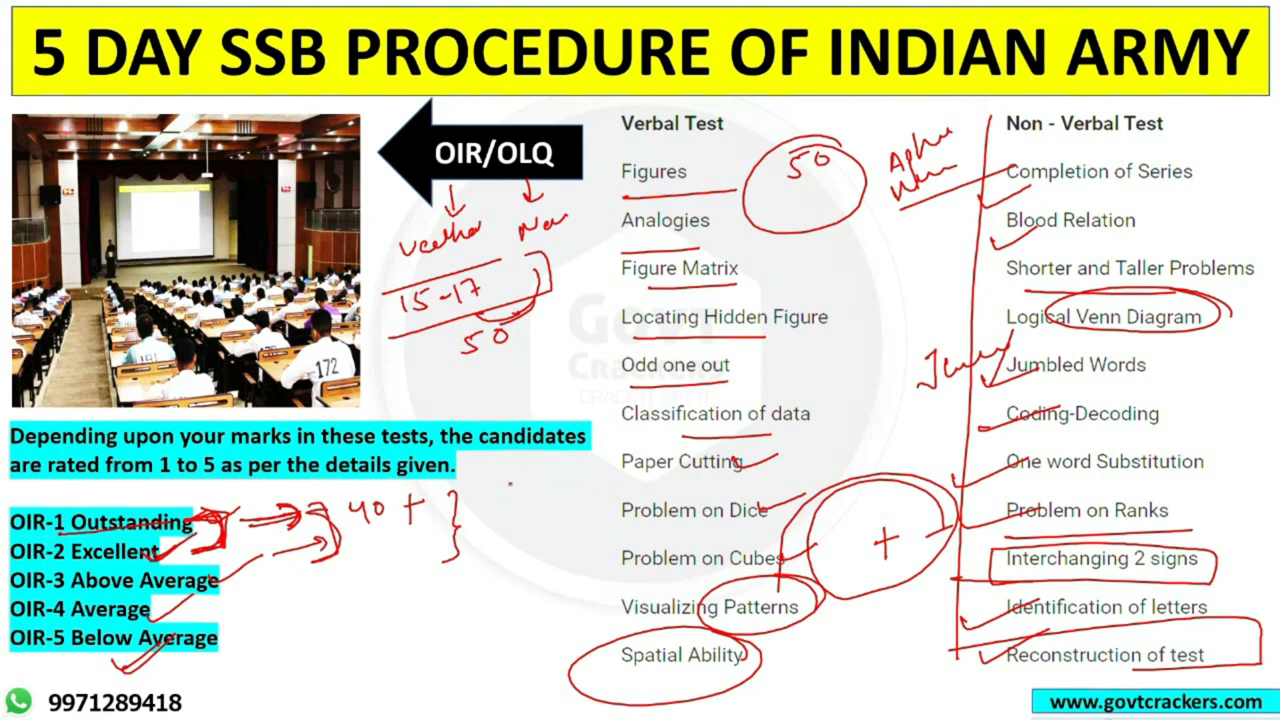 5 DAY SSB PROCEDURE OF INDIAN ARMY
OIR/OLQ
15-17
50
172
Depending upon your marks in these tests, the candidates
are rated from 1 to 5 as per the details given.
OIR-1 Outstanding
40 +
OIR-2 Excellent
OIR-3 Above Average
OIR-4 Average
OIR-5 Below Average
9971289418
Verbal Test
Figures
50
Analogies
Figure Matrix
Locating Hidden Figure
Odd one out
Classification of data
Paper Cutting
Problem on Dice
Problem on Cubes
+
Visualizing Patterns
Spatial Ability
Govt
Non - Verbal Test
Completion of Series
Blood Relation
Shorter and Taller Problems
Logical Venn Diagram
Jumbled Words
Coding-Decoding
One word Substitution
Problem on Ranks
Interchanging 2 signs
Identification of letters
Reconstruction of test
www.govtcrackers.com